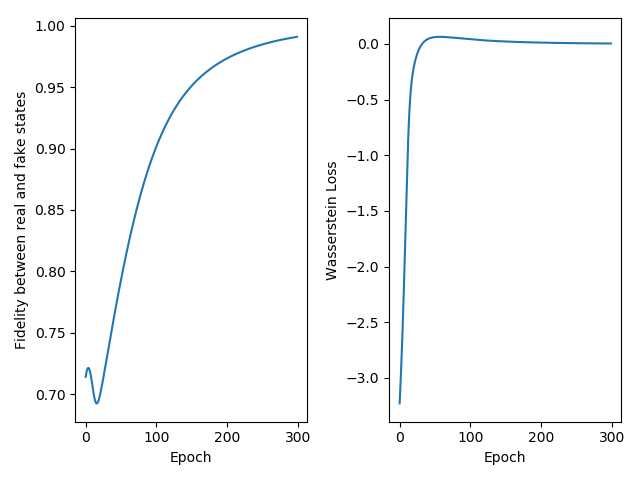 Fidelity between real and fake states
1.00
0.95
0.90
0.85
0.80
0.75
0.70
0 100 200 300
Epoch
Wasserstein Loss
0.0
−0.5
−1.0
−1.5
−2.0
−2.5
−3.0
0 100 200 300
Epoch